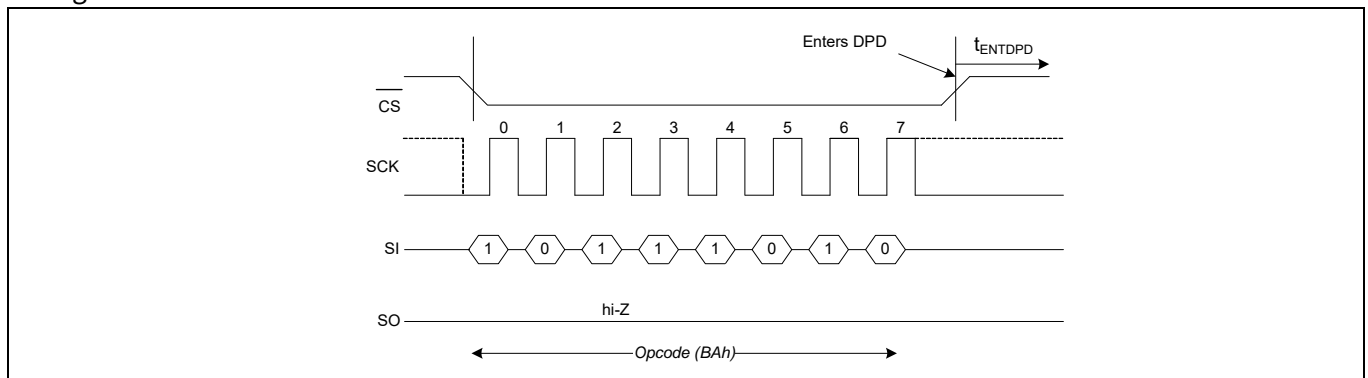 Enters DPD
tENTDPD
CS
0 1 2 3 4 5 6 7
SCK
SI 1 0 1 1 1 0 1 0
hi-Z
SO
Opcode (BAh)